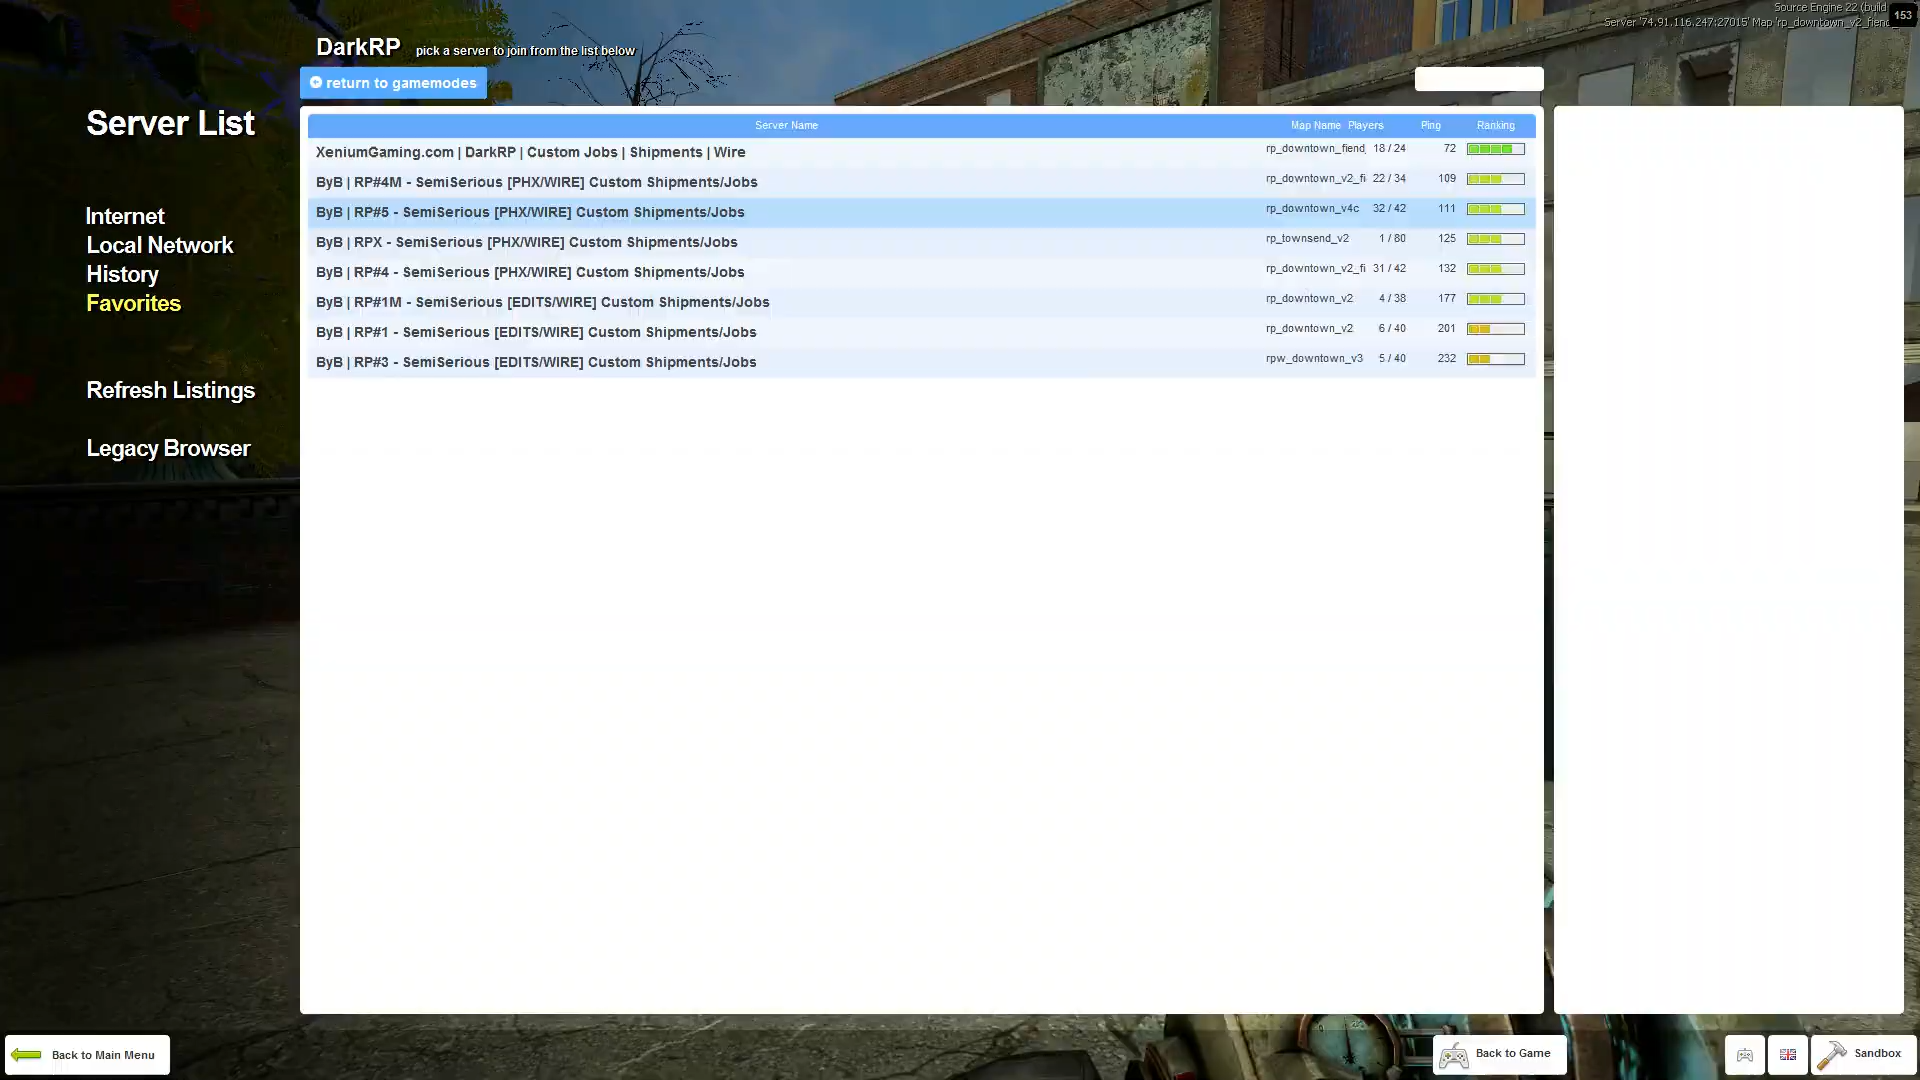 Source Engine 22 (build
153
Server '74.91.116.247:27015' Map 'rp_downtown_v2_fiend_
DarkRP pick a server to join from the list below
return to gamemodes
Server List
Internet
Local Network
History
Favorites
Refresh Listings
Legacy Browser
Server Name Map Name Players Ping Ranking
XeniumGaming.com | DarkRP | Custom Jobs | Shipments | Wire rp_downtown_fiend_ 18 / 24 72
ByB | RP#4M - SemiSerious [PHX/WIRE] Custom Shipments/Jobs rp_downtown_v2_fi 22 / 34 109
ByB | RP#5 - SemiSerious [PHX/WIRE] Custom Shipments/Jobs rp_downtown_v4c 32 / 42 111
ByB | RPX - SemiSerious [PHX/WIRE] Custom Shipments/Jobs rp_townsend_v2 1 / 80 125
ByB | RP#4 - SemiSerious [PHX/WIRE] Custom Shipments/Jobs rp_downtown_v2_fi 31 / 42 132
ByB | RP#1M - SemiSerious [EDITS/WIRE] Custom Shipments/Jobs rp_downtown_v2 4 / 38 177
ByB | RP#1 - SemiSerious [EDITS/WIRE] Custom Shipments/Jobs rp_downtown_v2 6 / 40 201
ByB | RP#3 - SemiSerious [EDITS/WIRE] Custom Shipments/Jobs rpw_downtown_v3 5 / 40 232
Back to Main Menu
Back to Game
Sandbox